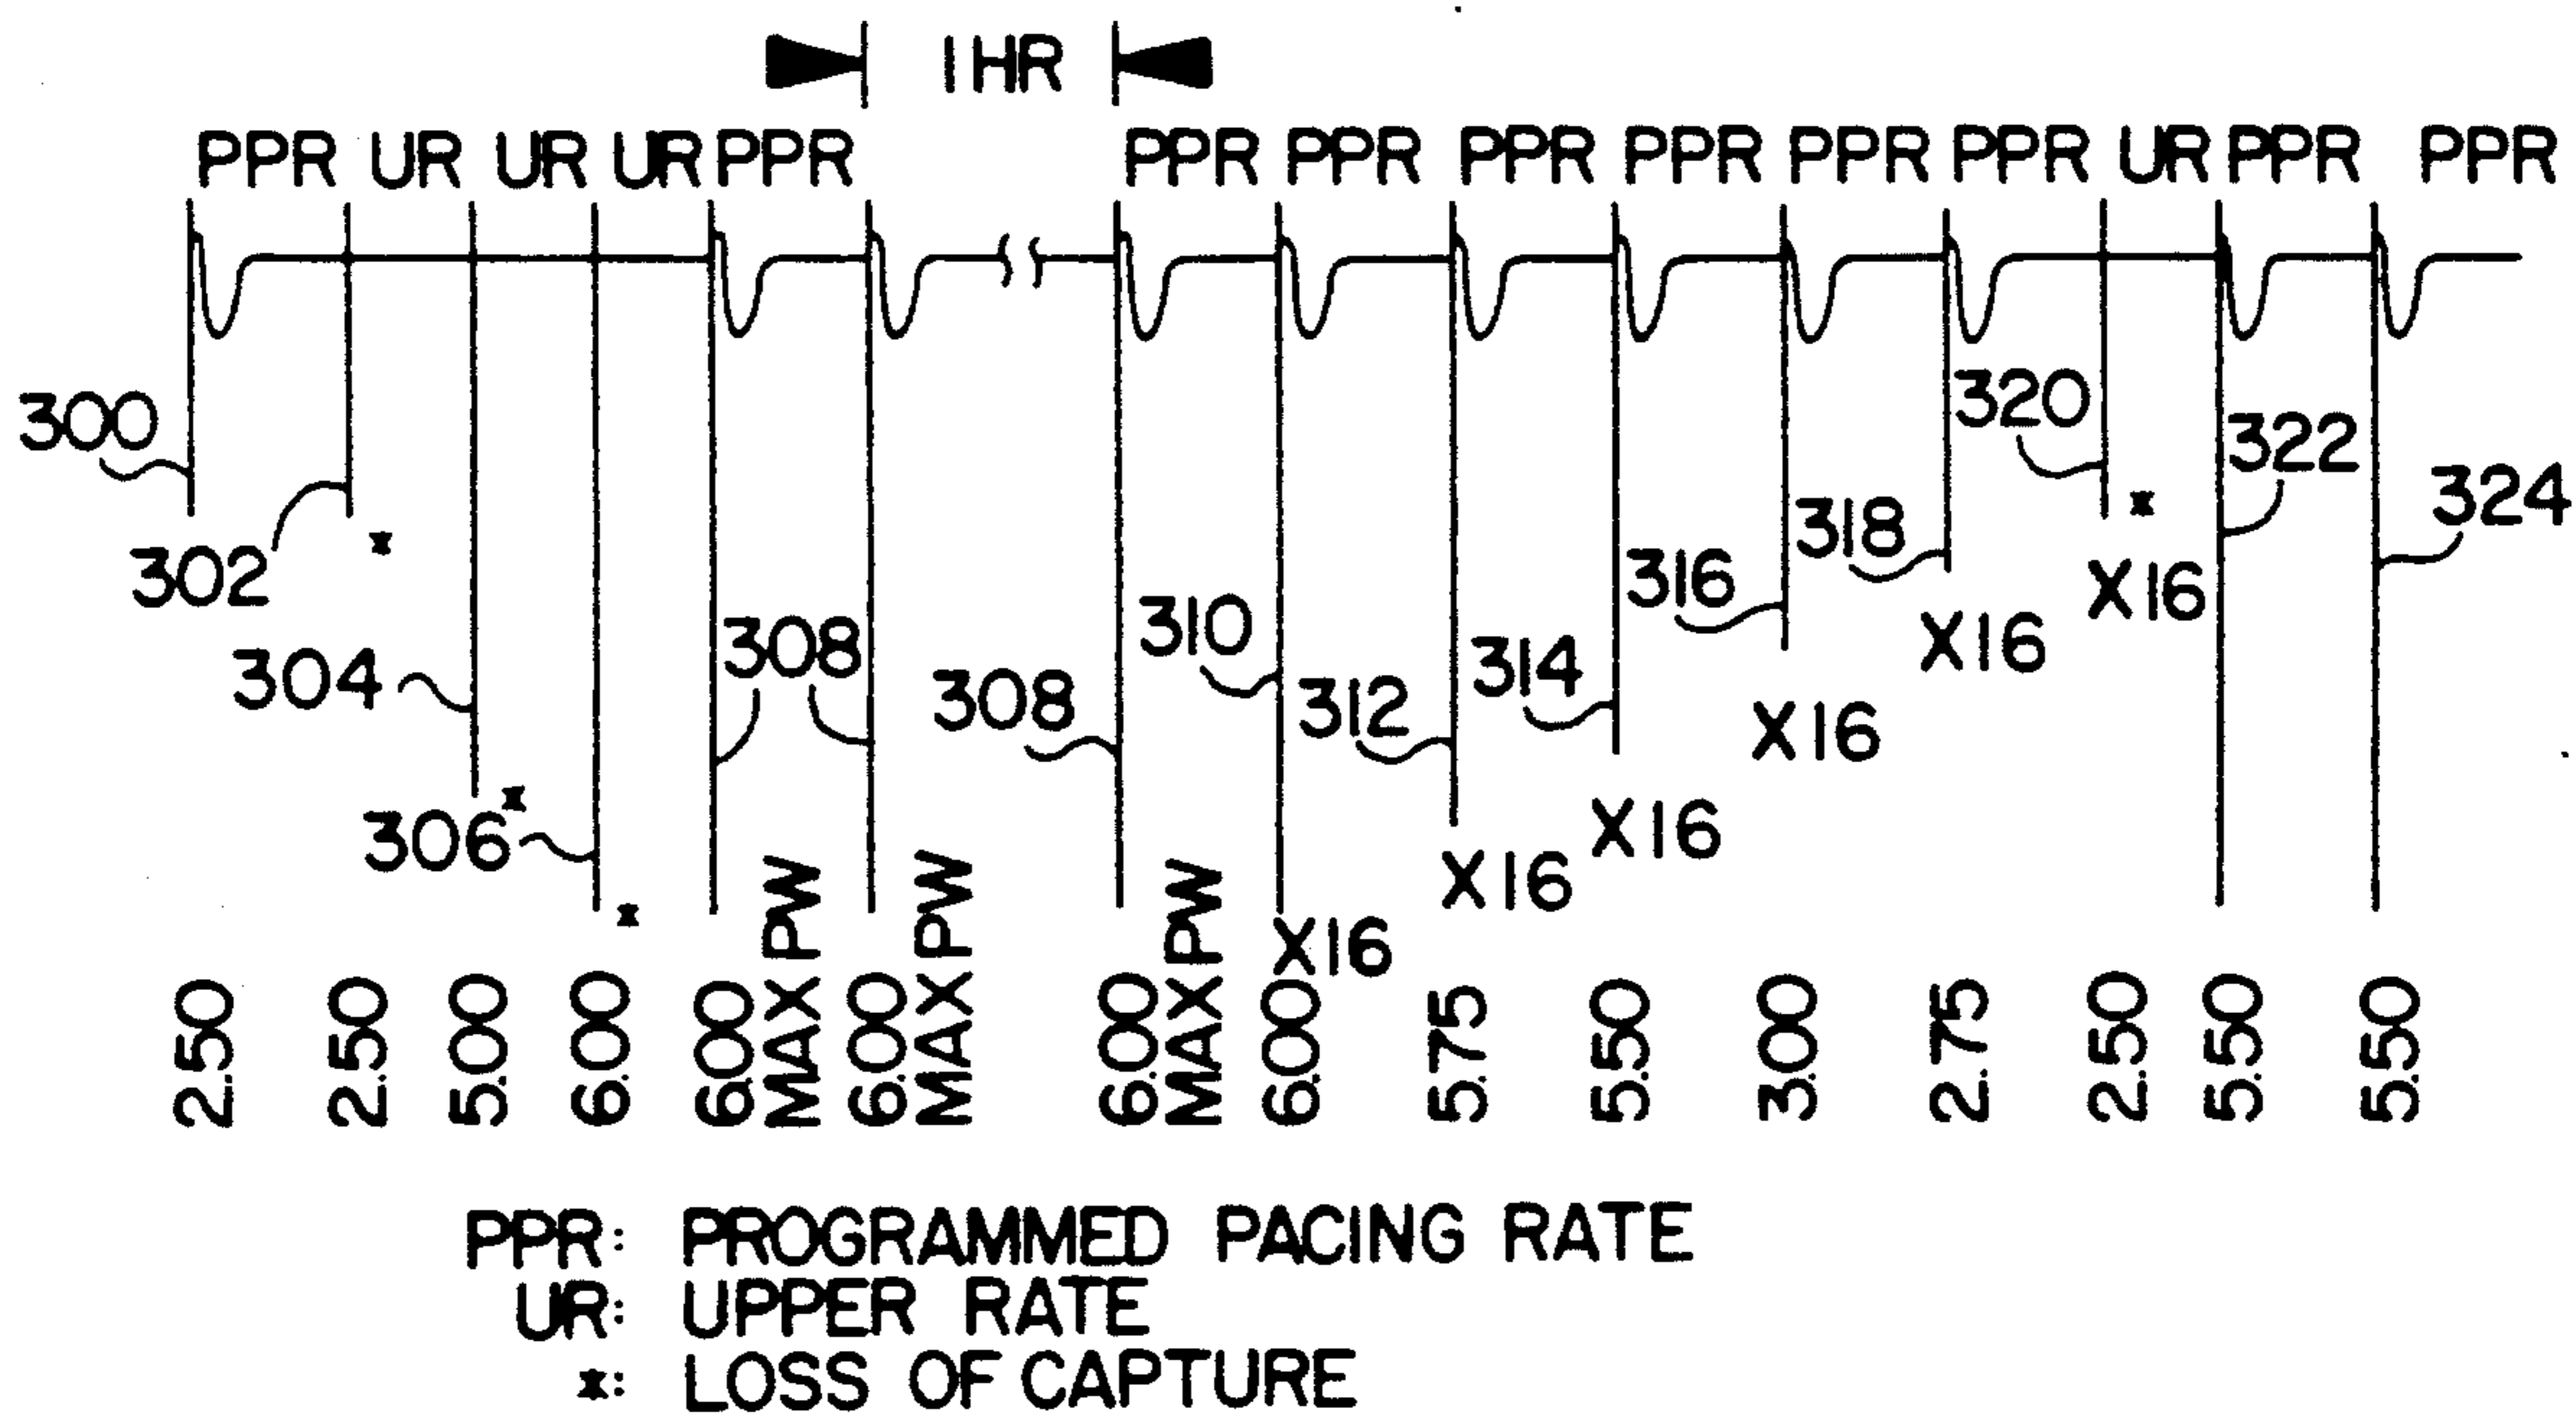 1 HR
PPR UR UR UR PPR PPR PPR PPR PPR PPR PPR UR PPR PPR
300
302
304
306
308
308
310
312
314
316
318
320
322
324
*
*
*
*
X16
X16
X16
X16
X16
X16
2.50
2.50
5.00
6.00
6.00
MAX PW
6.00
MAX PW
6.00
MAX PW
6.00
5.75
5.50
3.00
2.75
2.50
5.50
5.50
PPR: PROGRAMMED PACING RATE
UR: UPPER RATE
*: LOSS OF CAPTURE